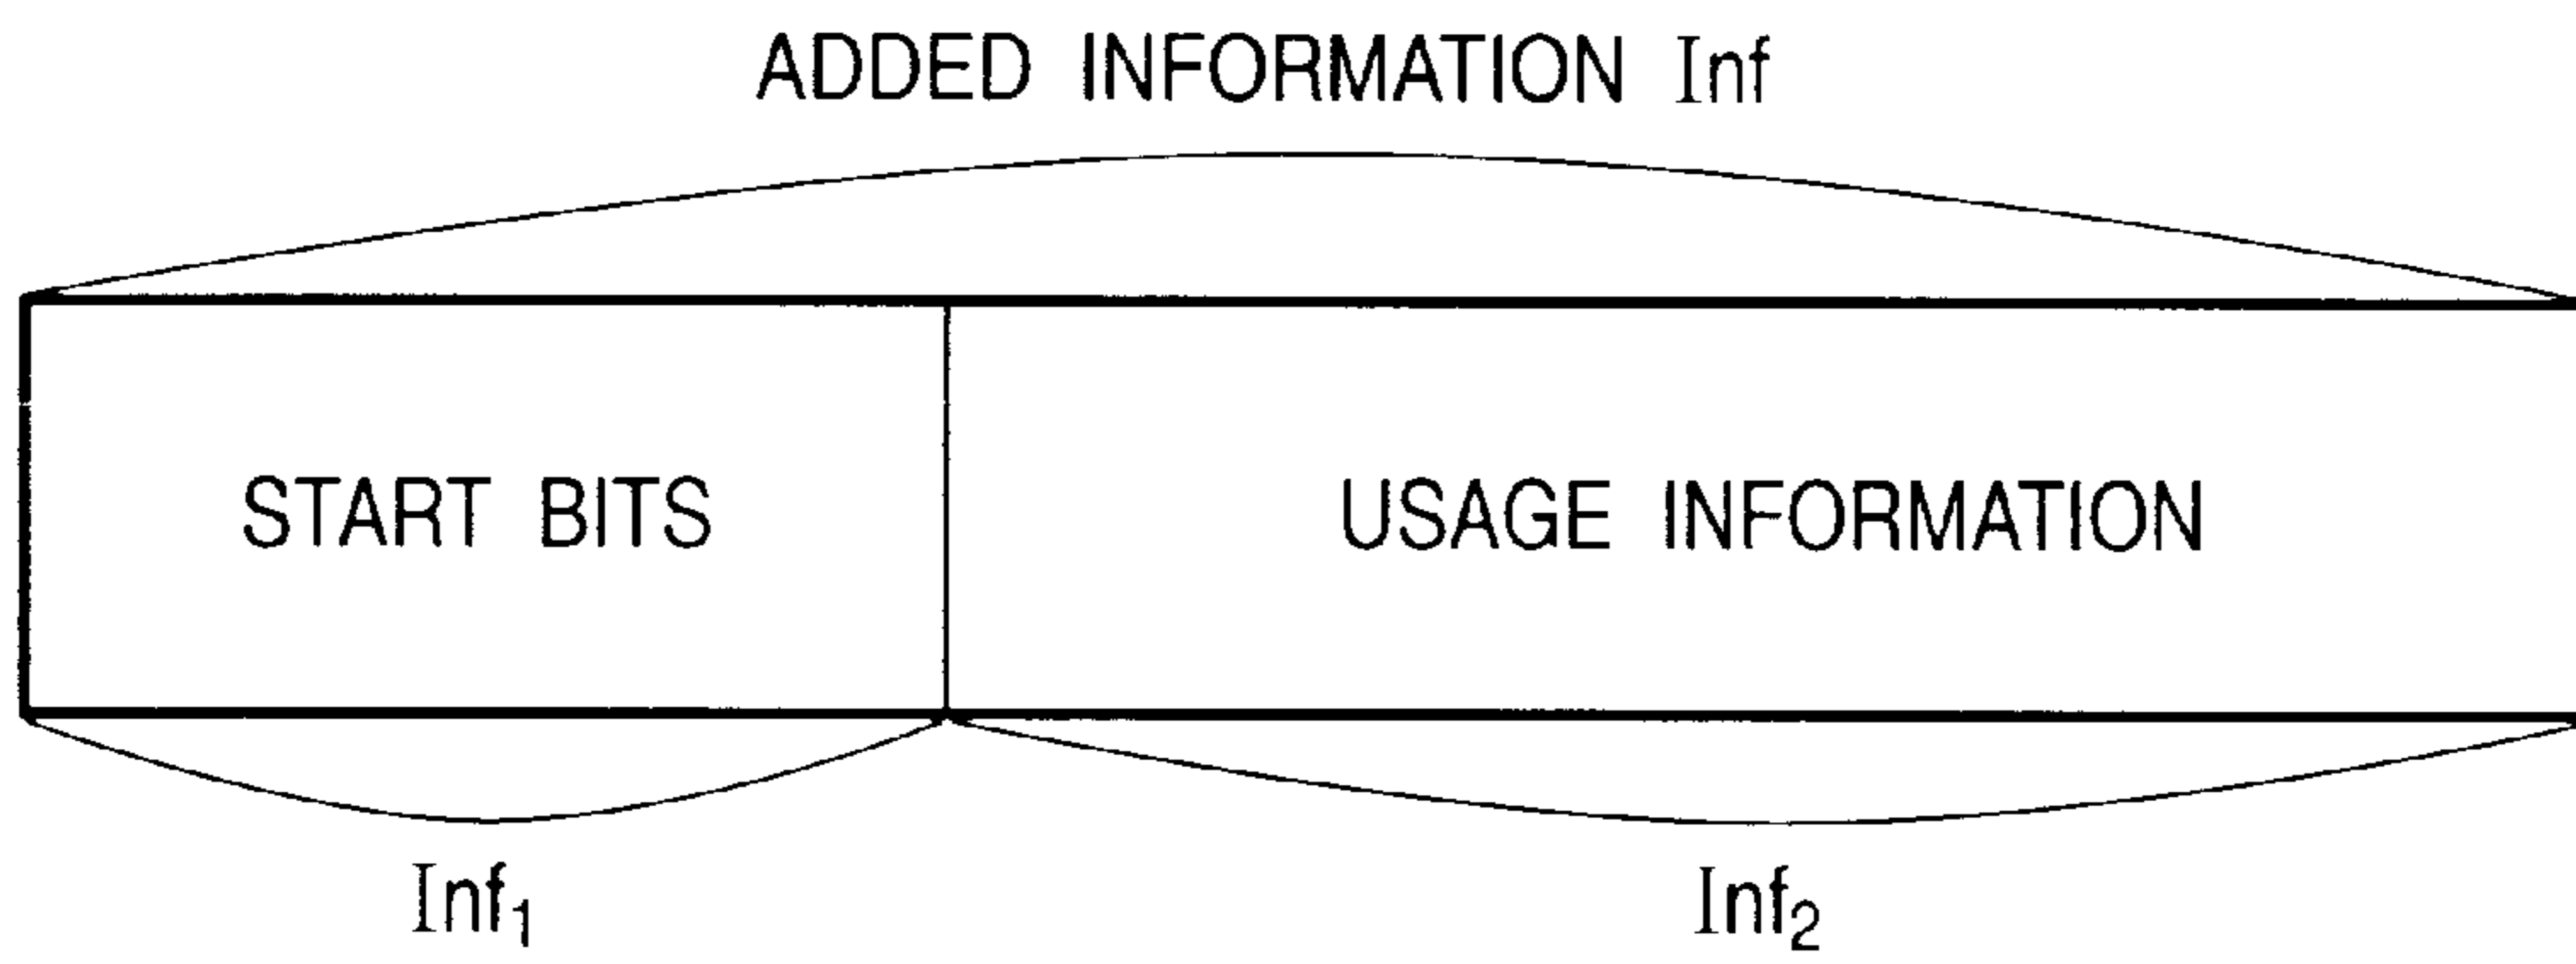 ADDED INFORMATION Inf
START BITS
USAGE INFORMATION
Inf₁
Inf₂